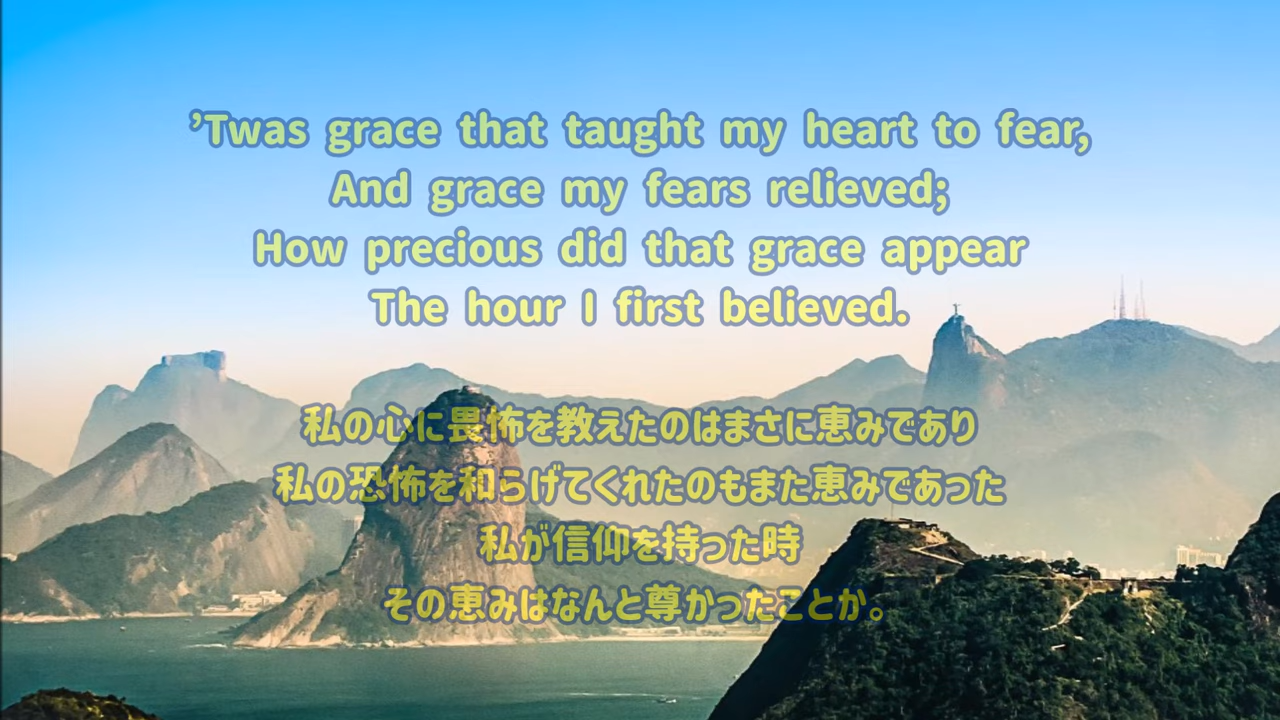 ’Twas grace that taught my heart to fear,
And grace my fears relieved;
How precious did that grace appear
The hour I first believed.
私の心に畏怖を教えたのはまさに恵みであり
私の恐怖を和らげてくれたのもまた恵みであった
私が信仰を持った時
その恵みはなんと尊かったことか。